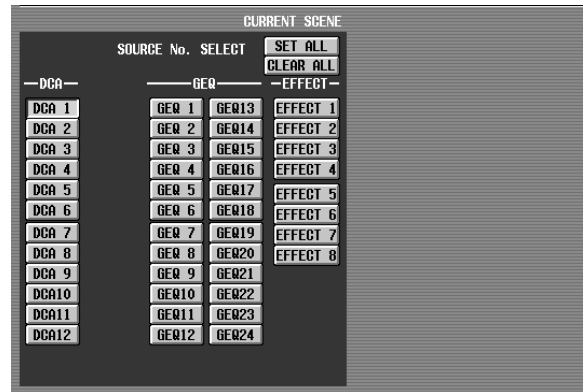 CURRENT SCENE
SOURCE No. SELECT SET ALL
CLEAR ALL
DCA GEQ EFFECT
DCA 1 GEQ 1 GEQ13 EFFECT 1
DCA 2 GEQ 2 GEQ14 EFFECT 2
DCA 3 GEQ 3 GEQ15 EFFECT 3
DCA 4 GEQ 4 GEQ16 EFFECT 4
DCA 5 GEQ 5 GEQ17 EFFECT 5
DCA 6 GEQ 6 GEQ18 EFFECT 6
DCA 7 GEQ 7 GEQ19 EFFECT 7
DCA 8 GEQ 8 GEQ20 EFFECT 8
DCA 9 GEQ 9 GEQ21
DCA10 GEQ10 GEQ22
DCA11 GEQ11 GEQ23
DCA12 GEQ12 GEQ24